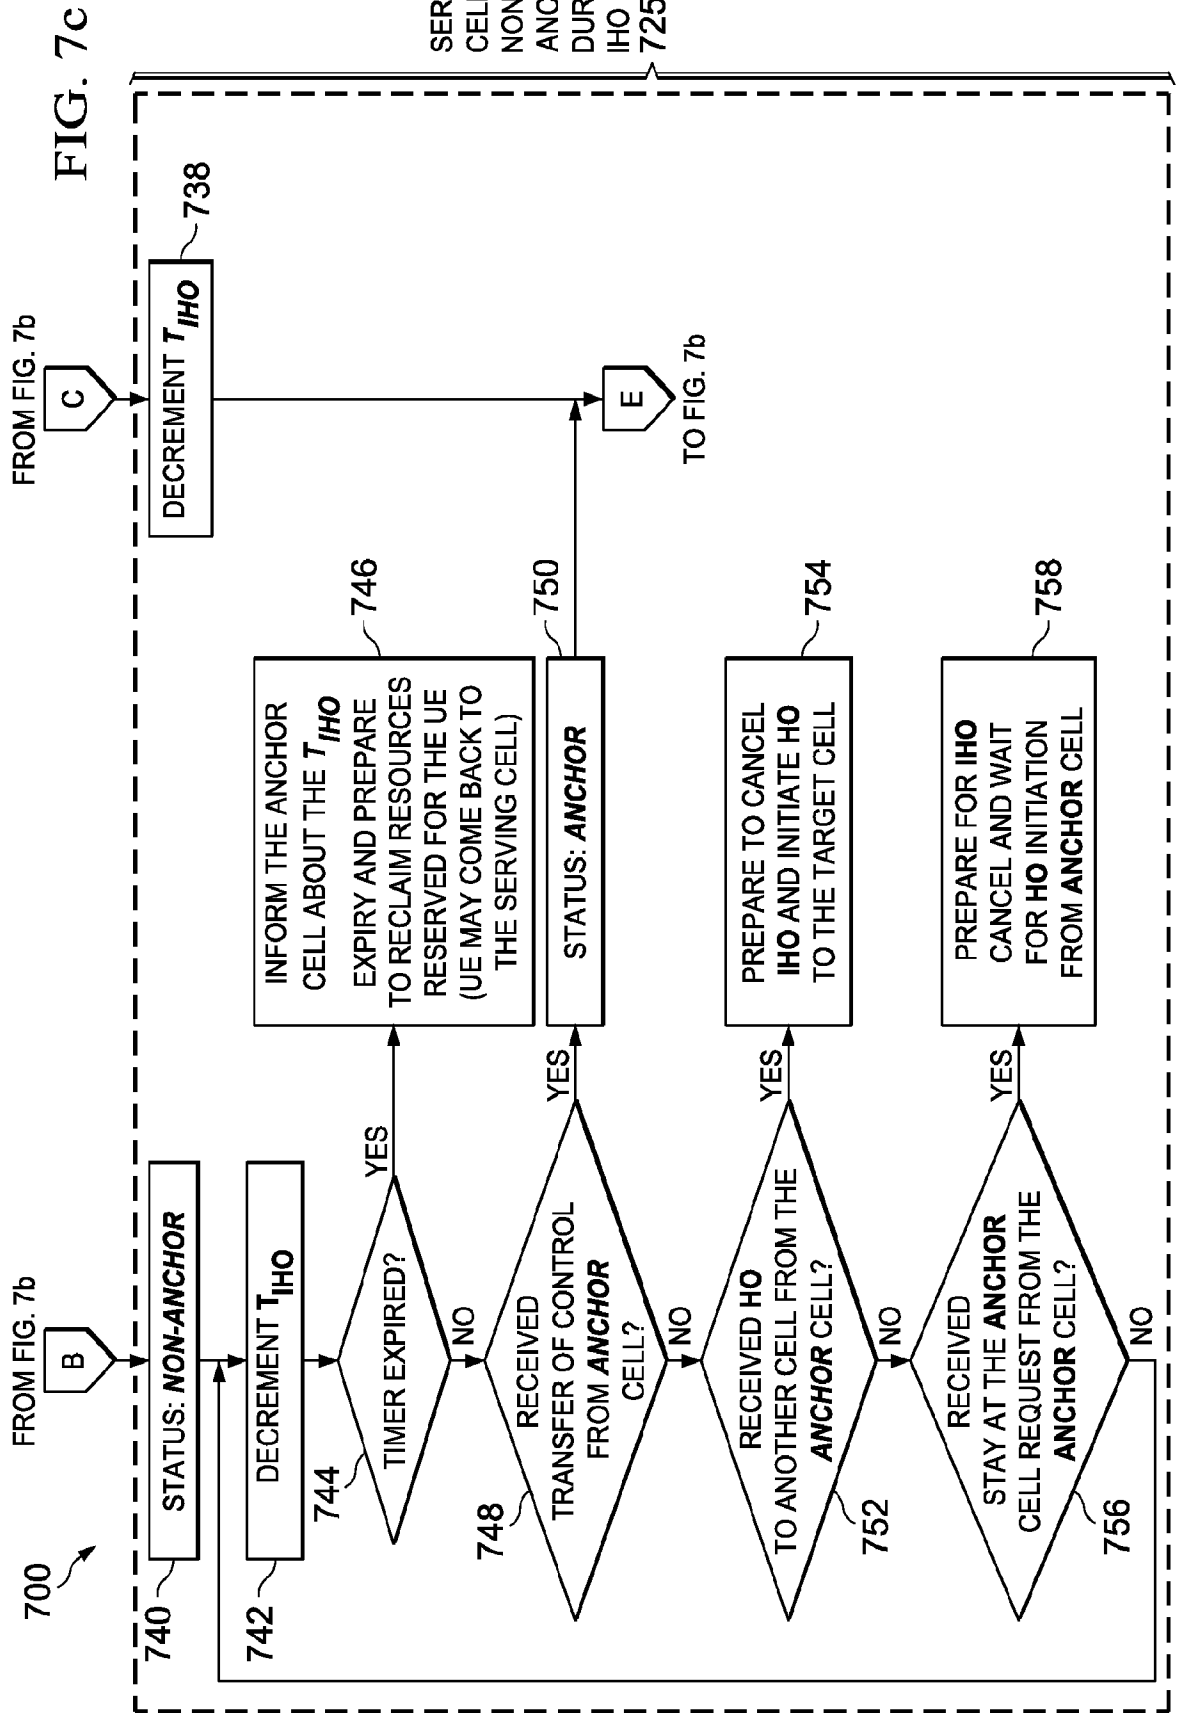 FIG. 7c
700
FROM FIG. 7b
B
FROM FIG. 7b
C
740
STATUS: NON-ANCHOR
DECREMENT TIHO
738
742
DECREMENT TIHO
744
TIMER EXPIRED?
YES
NO
INFORM THE ANCHOR
CELL ABOUT THE TIHO
EXPIRY AND PREPARE
TO RECLAIM RESOURCES
RESERVED FOR THE UE
(UE MAY COME BACK TO
THE SERVING CELL)
746
748
RECEIVED
TRANSFER OF CONTROL
FROM ANCHOR
CELL?
YES
NO
STATUS: ANCHOR
750
E
TO FIG. 7b
752
RECEIVED HO
TO ANOTHER CELL FROM THE
ANCHOR CELL?
YES
NO
PREPARE TO CANCEL
IHO AND INITIATE HO
TO THE TARGET CELL
754
756
RECEIVED
STAY AT THE ANCHOR
CELL REQUEST FROM THE
ANCHOR CELL?
YES
NO
PREPARE FOR IHO
CANCEL AND WAIT
FOR HO INITIATION
FROM ANCHOR CELL
758
SER
CELL
NON
ANC
DUR
IHO
725